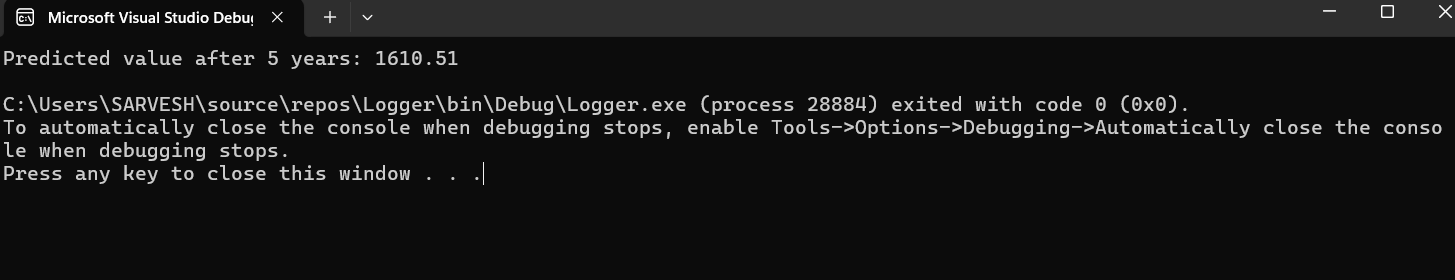 Microsoft Visual Studio Debu
Predicted value after 5 years: 1610.51
C:\Users\SARVESH\source\repos\Logger\bin\Debug\Logger.exe (process 28884) exited with code 0 (0x0).
To automatically close the console when debugging stops, enable Tools->Options->Debugging->Automatically close the conso
le when debugging stops.
Press any key to close this window . . .